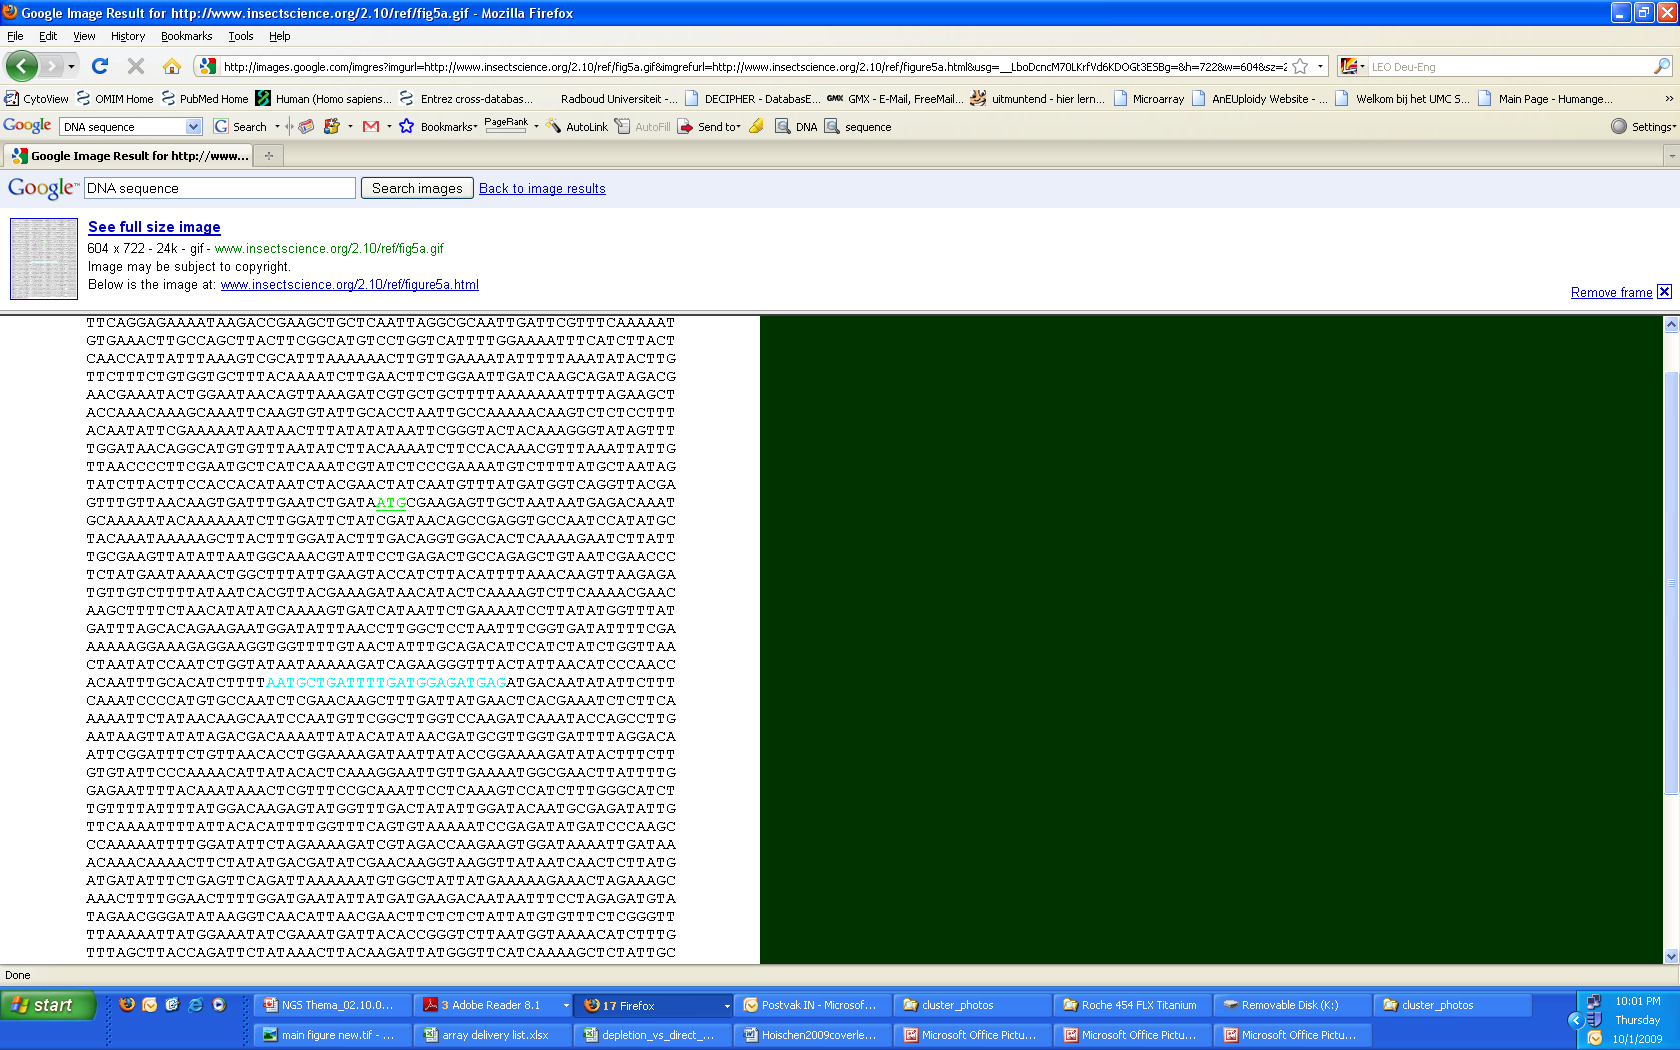 Google Image Result for http://www.insectscience.org/2.10/ref/fig5a.gif - Mozilla Firefox
File Edit View History Bookmarks Tools Help
http://images.google.com/imgres?imgurl=http://www.insectscience.org/2.10/ref/fig5a.gif&imgrefurl=http://www.insectscience.org/2.10/ref/figure5a.html&usg=__LboDcncM70LKrfVd6KDOGt3ESBg=&h=722&w=604&sz=2 LEO Deu-Eng
CytoView OMIM Home PubMed Home Human (Homo sapiens... Entrez cross-databas... Radboud Universiteit -... DECIPHER - DatabasE... GMX GMX - E-Mail, FreeMail... uitmuntend - hier lern... Microarray AnEUploidy Website - ... Welkom bij het UMC S... Main Page - Humange... »
Google DNA sequence Search Bookmarks PageRank AutoLink AutoFill Send to DNA sequence Settings
Google Image Result for http://www...
Google DNA sequence Search images Back to image results
See full size image
604 x 722 - 24k - gif - www.insectscience.org/2.10/ref/fig5a.gif
Image may be subject to copyright.
Below is the image at: www.insectscience.org/2.10/ref/figure5a.html
Remove frame
TTCAGGAGAAAATAAGACCGAAGCTGCTCAATTAGGCGCAATTGATTCGTTTCAAAAAT
GTGAAACTTGCCAGCTTACTTCGGCATGTCCTGGTCATTTTGGAAAATTTCATCTTACT
CAACCATTATTTAAAGTCGCATTTAAAAAACTTGTTGAAAATATTTTTAAATATACTTG
TTCTTTCTGTGGTGCTTTACAAAATCTTGAACTTCTGGAATTGATCAAGCAGATAGACG
AACGAAATACTGGAATAACAGTTAAAGATCGTGCTGCTTTTAAAAAAATTTTAGAAGCT
ACCAAACAAAGCAAATTCAAGTGTATTGCACCTAATTGCCAAAAACAAGTCTCTCCTTT
ACAATATTCGAAAAATAATAACTTTATATATAATTCGGGTACTACAAAGGGTATAGTTT
TGGATAACAGGCATGTGTTTAATATCTTACAAAATCTTCCACAAACGTTTAAATTATTG
TTAACCCCTTCGAATGCTCATCAAATCGTATCTCCCGAAAATGTCTTTTATGCTAATAG
TATCTTACTTCCACCACATAATCTACGAACTATCAATGTTTATGATGGTCAGGTTACGA
GTTTGTTAACAAGTGATTTGAATCTGATAATGCGAAGAGTTGCTAATAATGAGACAAAT
GCAAAAATACAAAAAATCTTGGATTCTATCGATAACAGCCGAGGTGCCAATCCATATGC
TACAAATAAAAAGCTTACTTTGGATACTTTGACAGGTGGACACTCAAAAGAATCTTATT
TGCGAAGTTATATTAATGGCAAACGTATTCCTGAGACTGCCAGAGCTGTAATCGAACCC
TCTATGAATAAAACTGGCTTTATTGAAGTACCATCTTACATTTTAAACAAGTTAAGAGA
TGTTGTCTTTTATAATCACGTTACGAAAGATAACATACTCAAAAGTCTTCAAAACGAAC
AAGCTTTTCTAACATATATCAAAAGTGATCATAATTCTGAAAATCCTTATATGGTTTAT
GATTTAGCACAGAAGAATGGATATTTAACCTTGGCTCCTAATTTCGGTGATATTTTCGA
AAAAAGGAAAGAGGAAGGTGGTTTTGTAACTATTTGCAGACATCCATCTATCTGGTTAA
CTAATATCCAATCTGGTATAATAAAAAGATCAGAAGGGTTTACTATTAACATCCCAACC
ACAATTTGCACATCTTTTTAATGCTGATTTTGATGGAGATGAGATGACAATATATTCTTT
CAAATCCCCATGTGCCAATCTCGAACAAGCTTTGATTATGAACTCACGAAATCTCTTCA
AAAATTCTATAACAAGCAATCCAATGTTCGGCTTGGTCCAAGATCAAATACCAGCCTTG
AATAAGTTATATAGACGACAAAATTATACATATAACGATGCGTTGGTGATTTTAGGACA
ATTCGGATTTCTGTTAACACCTGGAAAAGATAATTATACCGGAAAAGATATACTTTCTT
GTGTATTCCCAAAACATTATACACTCAAAGGAATTGTTGAAAATGGCGAACTTATTTTG
GAGAATTTTACAAATAAACTCGTTTCCGCAAATTCCTCAAAGTCCATCTTTGGGCATCT
TGTTTTATTTTATGGACAAGAGTATGGTTTGACTATATTGGATACAATGCGAGATATTG
TTCAAAATTTTATTACACATTTTGGTTTCAGTGTAAAAATCCGAGATATGATCCCAAGC
CCAAAAATTTTGGATATTCTAGAAAAGATCGTAGACCAAGAAGTGGATAAAATTGATAA
ACAAACAAAACTTCTATATGACGATATCGAACAAGGTAAGGTTATAATCAACTCTTATG
ATGATATTTCTGAGTTCAGATTAAAAAATGTGGCTATTATGAAAAAGAAACTAGAAAGC
AAACTTTTGGAACTTTTGGATGAATATTATGATGAAGACAATAATTTCCTAGAGATGTA
TAGAACGGGATATAAGGTCAACATTAACGAACTTCTCTCTATTATGTGTTTCTCGGGTT
TTAAAAATTATGGAAATATCGAAATGATTACACCGGGTCTTAATGGTAAAACATCTTTG
TTTAGCTTACCAGATTCTATAAACTTACAAGATTATGGGTTCATCAAAAGCTCTATTGC
Done
start NGS Thema_02.10.0... 3 Adobe Reader 8.1 17 Firefox Postvak IN - Microsof... cluster_photos Roche 454 FLX Titanium Removable Disk (K:) cluster_photos 10:01 PM
Thursday
main figure new.tif - ... array delivery list.xlsx depletion_vs_direct_... Hoischen2009coverle... Microsoft Office Pictu... Microsoft Office Pictu... Microsoft Office Pictu... 10/1/2009